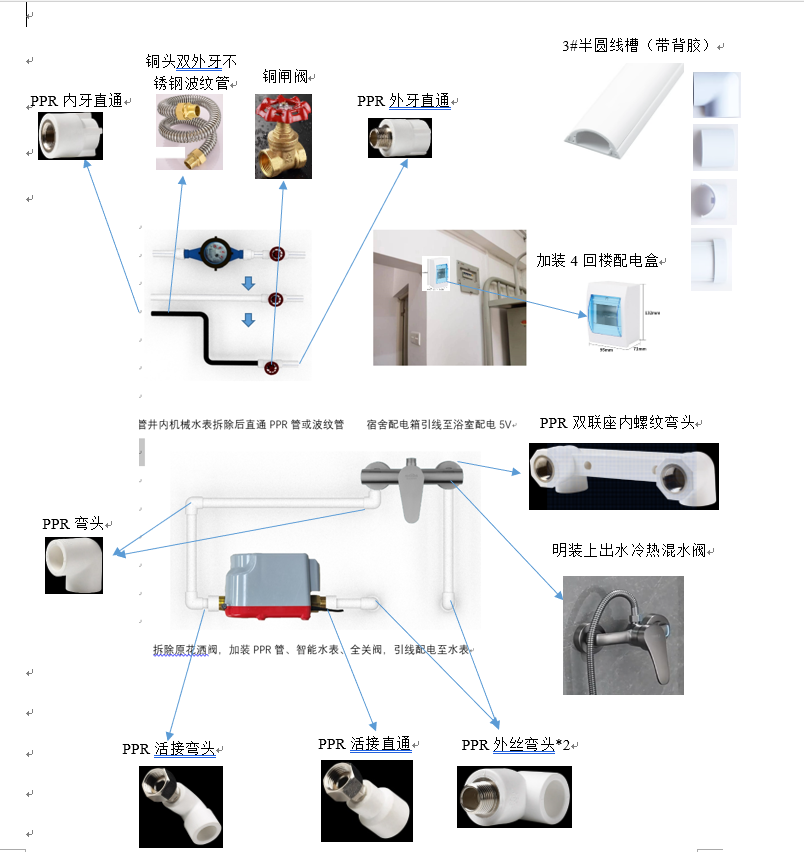 3#半圆线槽（带背胶）
铜头双外牙不
锈钢波纹管
铜闸阀
PPR 内牙直通
PPR 外牙直通
加装 4 回楼配电盒
132mm
95mm
72mm
管井内机械水表拆除后直通 PPR 管或波纹管
宿舍配电箱引线至浴室配电 5V
PPR 双联座内螺纹弯头
PPR 弯头
明装上出水冷热混水阀
拆除原花洒阀，加装 PPR 管、智能水表、全关阀，引线配电至水表
PPR 活接弯头
PPR 活接直通
PPR 外丝弯头*2